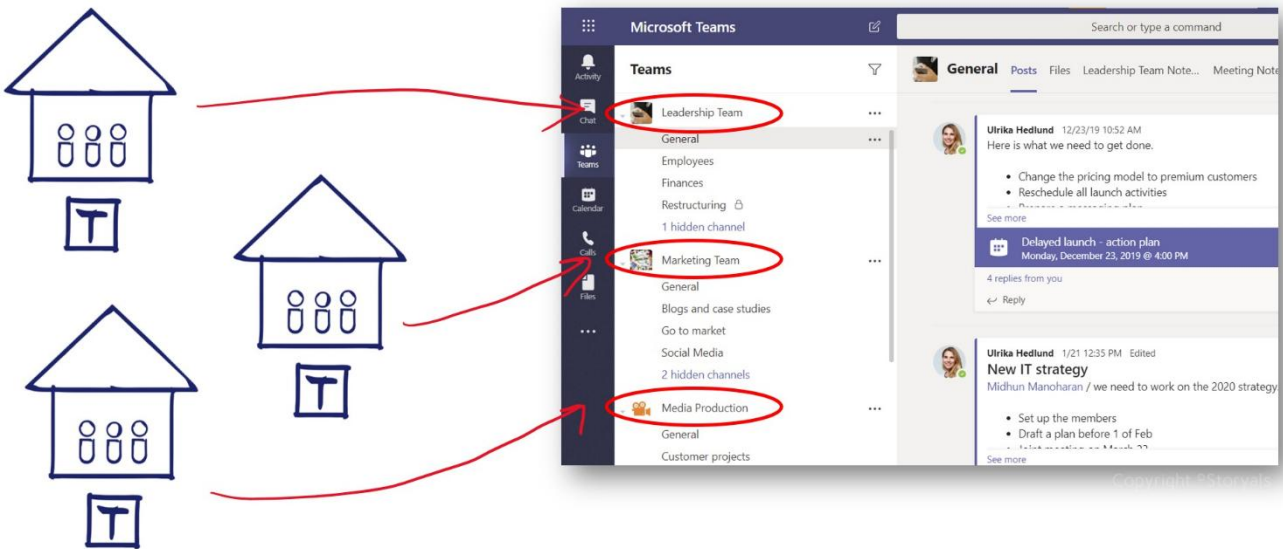 T
T
T
Microsoft Teams
Search or type a command
Activity
Chat
Teams
Calendar
Calls
Files
Teams
Leadership Team
General
Employees
Finances
Restructuring
1 hidden channel
Marketing Team
General
Blogs and case studies
Go to market
Social Media
2 hidden channels
Media Production
General
Customer projects
General Posts Files Leadership Team Note... Meeting Note
Ulrika Hedlund 12/23/19 10:52 AM
Here is what we need to get done.
• Change the pricing model to premium customers
• Reschedule all launch activities
See more
Delayed launch - action plan
Monday, December 23, 2019 @ 4:00 PM
4 replies from you
Reply
Ulrika Hedlund 1/21 12:35 PM Edited
New IT strategy
Midhun Manoharan / we need to work on the 2020 strategy
• Set up the members
• Draft a plan before 1 of Feb
See more
Copyright ©Storyals